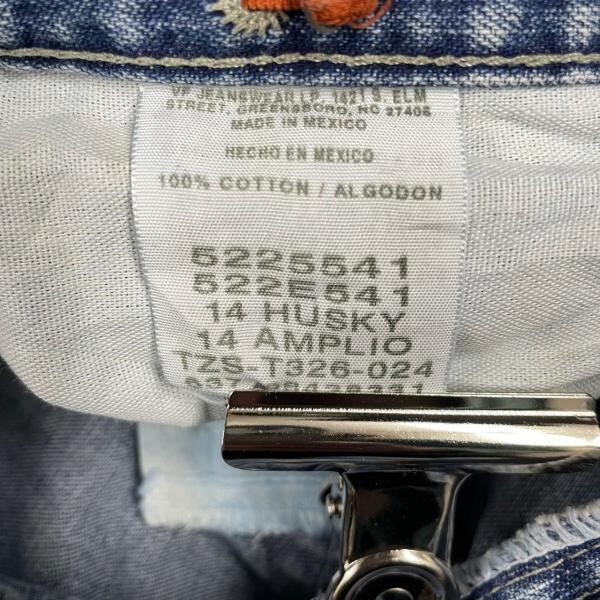 VF JEANSWEAR LP. 1421 S. ELM
STREET, GREENSBORO, NC 27406
MADE IN MEXICO
HECHO EN MEXICO
100% COTTON / ALGODON
5225541
522E541
14 HUSKY
14 AMPLIO
TZS-T326-024